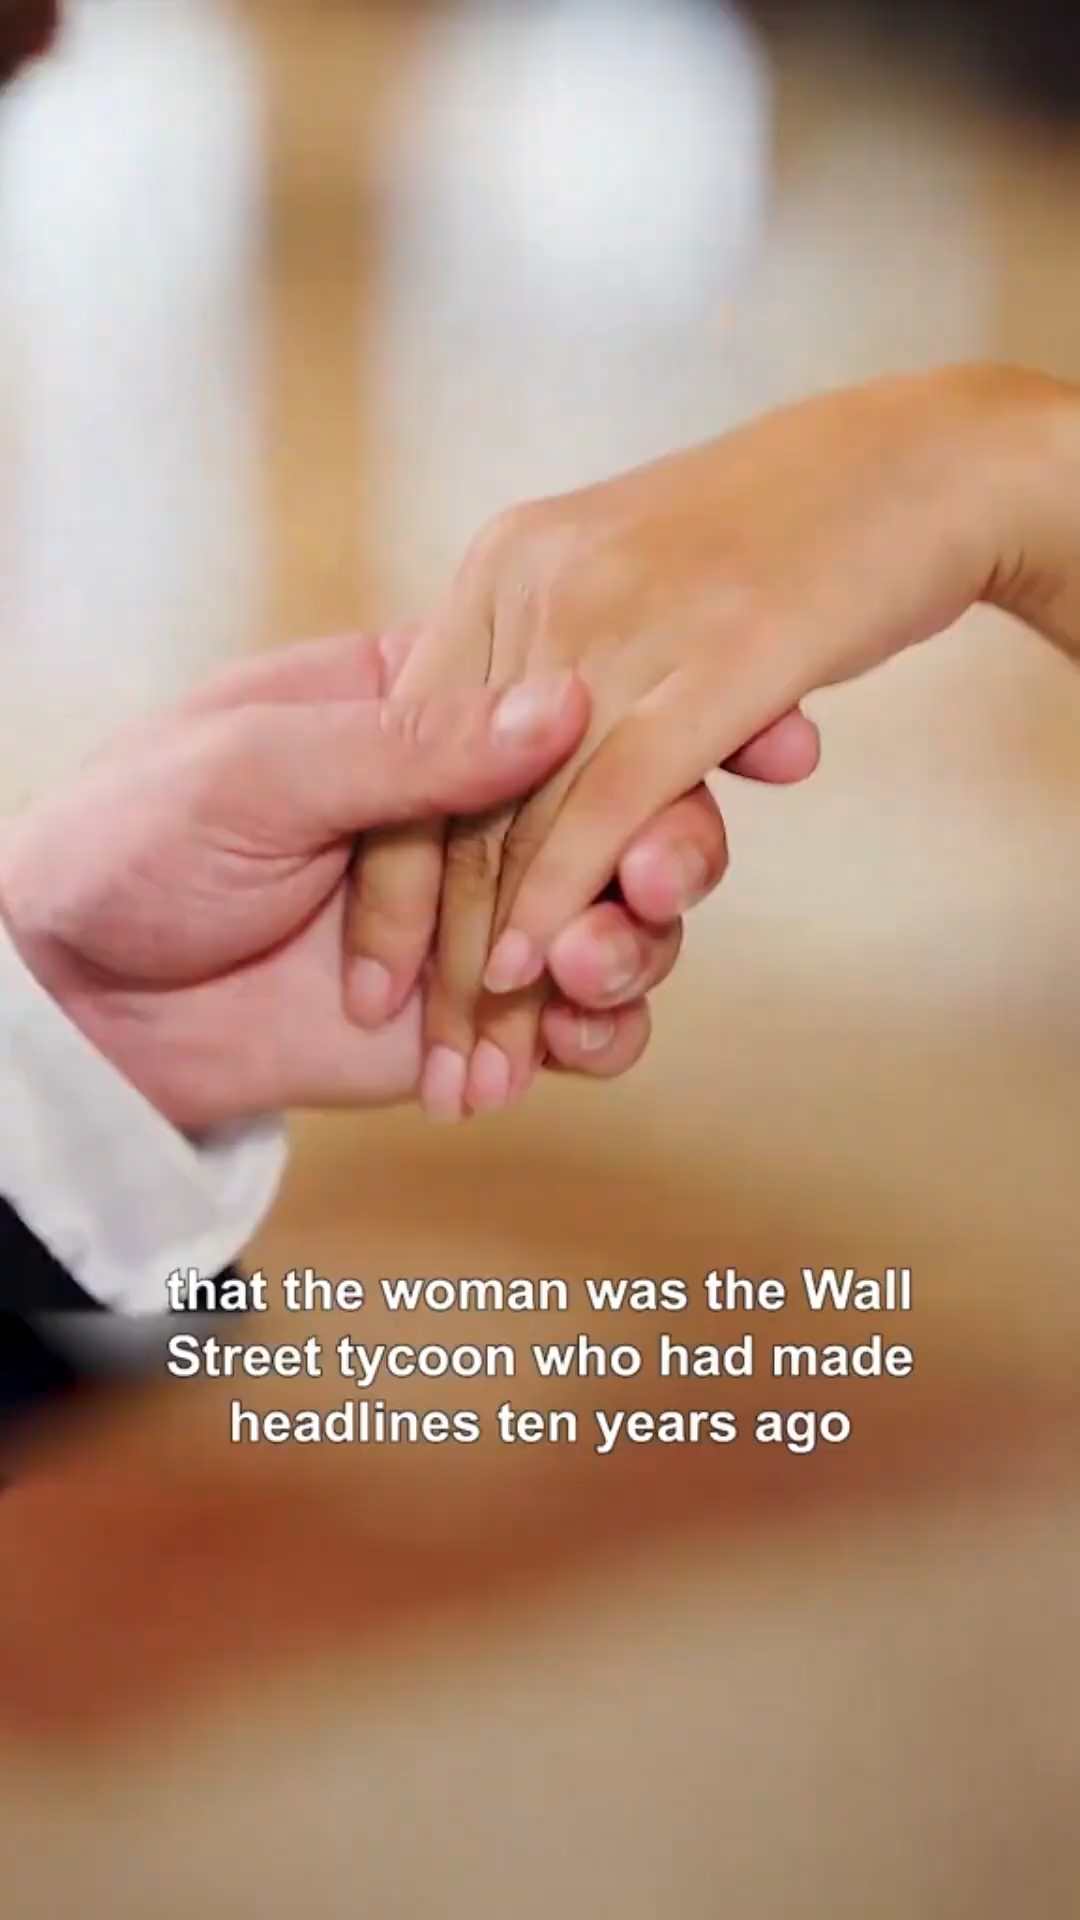 that the woman was the Wall
Street tycoon who had made
headlines ten years ago